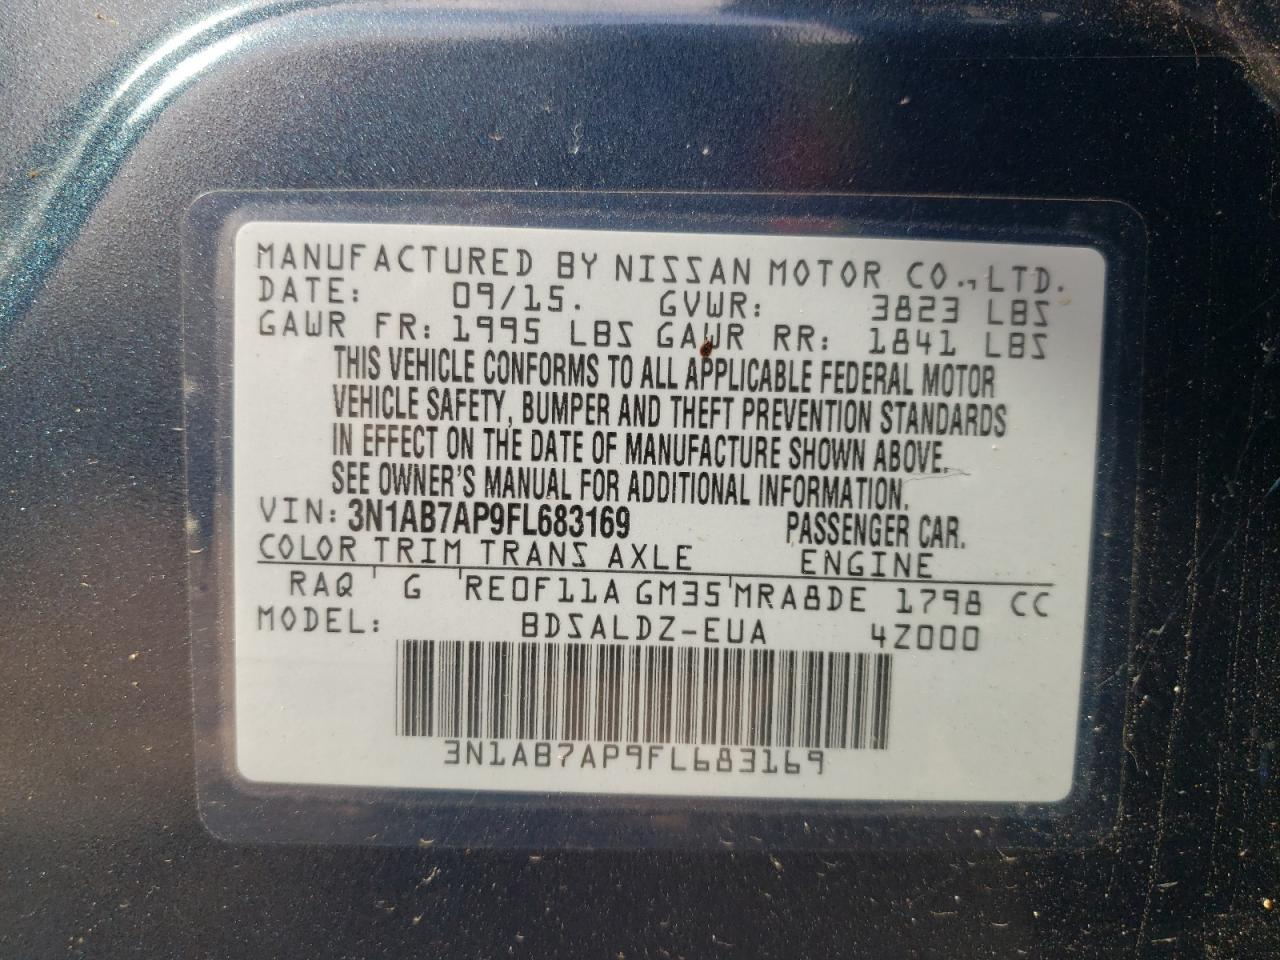 MANUFACTURED BY NISSAN MOTOR CO., LTD.
DATE: 09/15. GVWR: 3823 LBS
GAWR FR: 1995 LBS GAWR RR: 1841 LBS
THIS VEHICLE CONFORMS TO ALL APPLICABLE FEDERAL MOTOR
VEHICLE SAFETY, BUMPER AND THEFT PREVENTION STANDARDS
IN EFFECT ON THE DATE OF MANUFACTURE SHOWN ABOVE.
SEE OWNER'S MANUAL FOR ADDITIONAL INFORMATION.
VIN: 3N1AB7AP9FL683169 PASSENGER CAR.
COLOR TRIM TRANS AXLE ENGINE
RAQ ' G 'RE0F11A GM35'MRA8DE 1798 CC
MODEL: BDSALDZ-EUA 4Z000
3N1AB7AP9FL683169